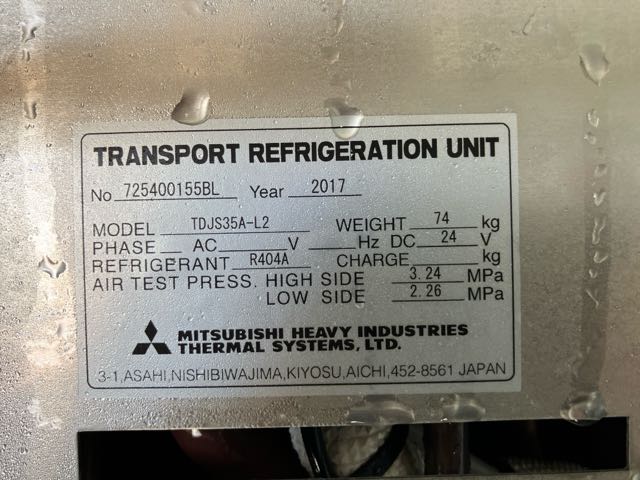 TRANSPORT REFRIGERATION UNIT
No 725400155BL Year 2017
MODEL TDJS35A-L2 WEIGHT 74 kg
PHASE AC V Hz DC 24 V
REFRIGERANT R404A CHARGE kg
AIR TEST PRESS. HIGH SIDE 3.24 MPa
LOW SIDE 2.26 MPa
MITSUBISHI HEAVY INDUSTRIES
THERMAL SYSTEMS, LTD.
3-1,ASAHI,NISHIBIWAJIMA,KIYOSU,AICHI,452-8561 JAPAN